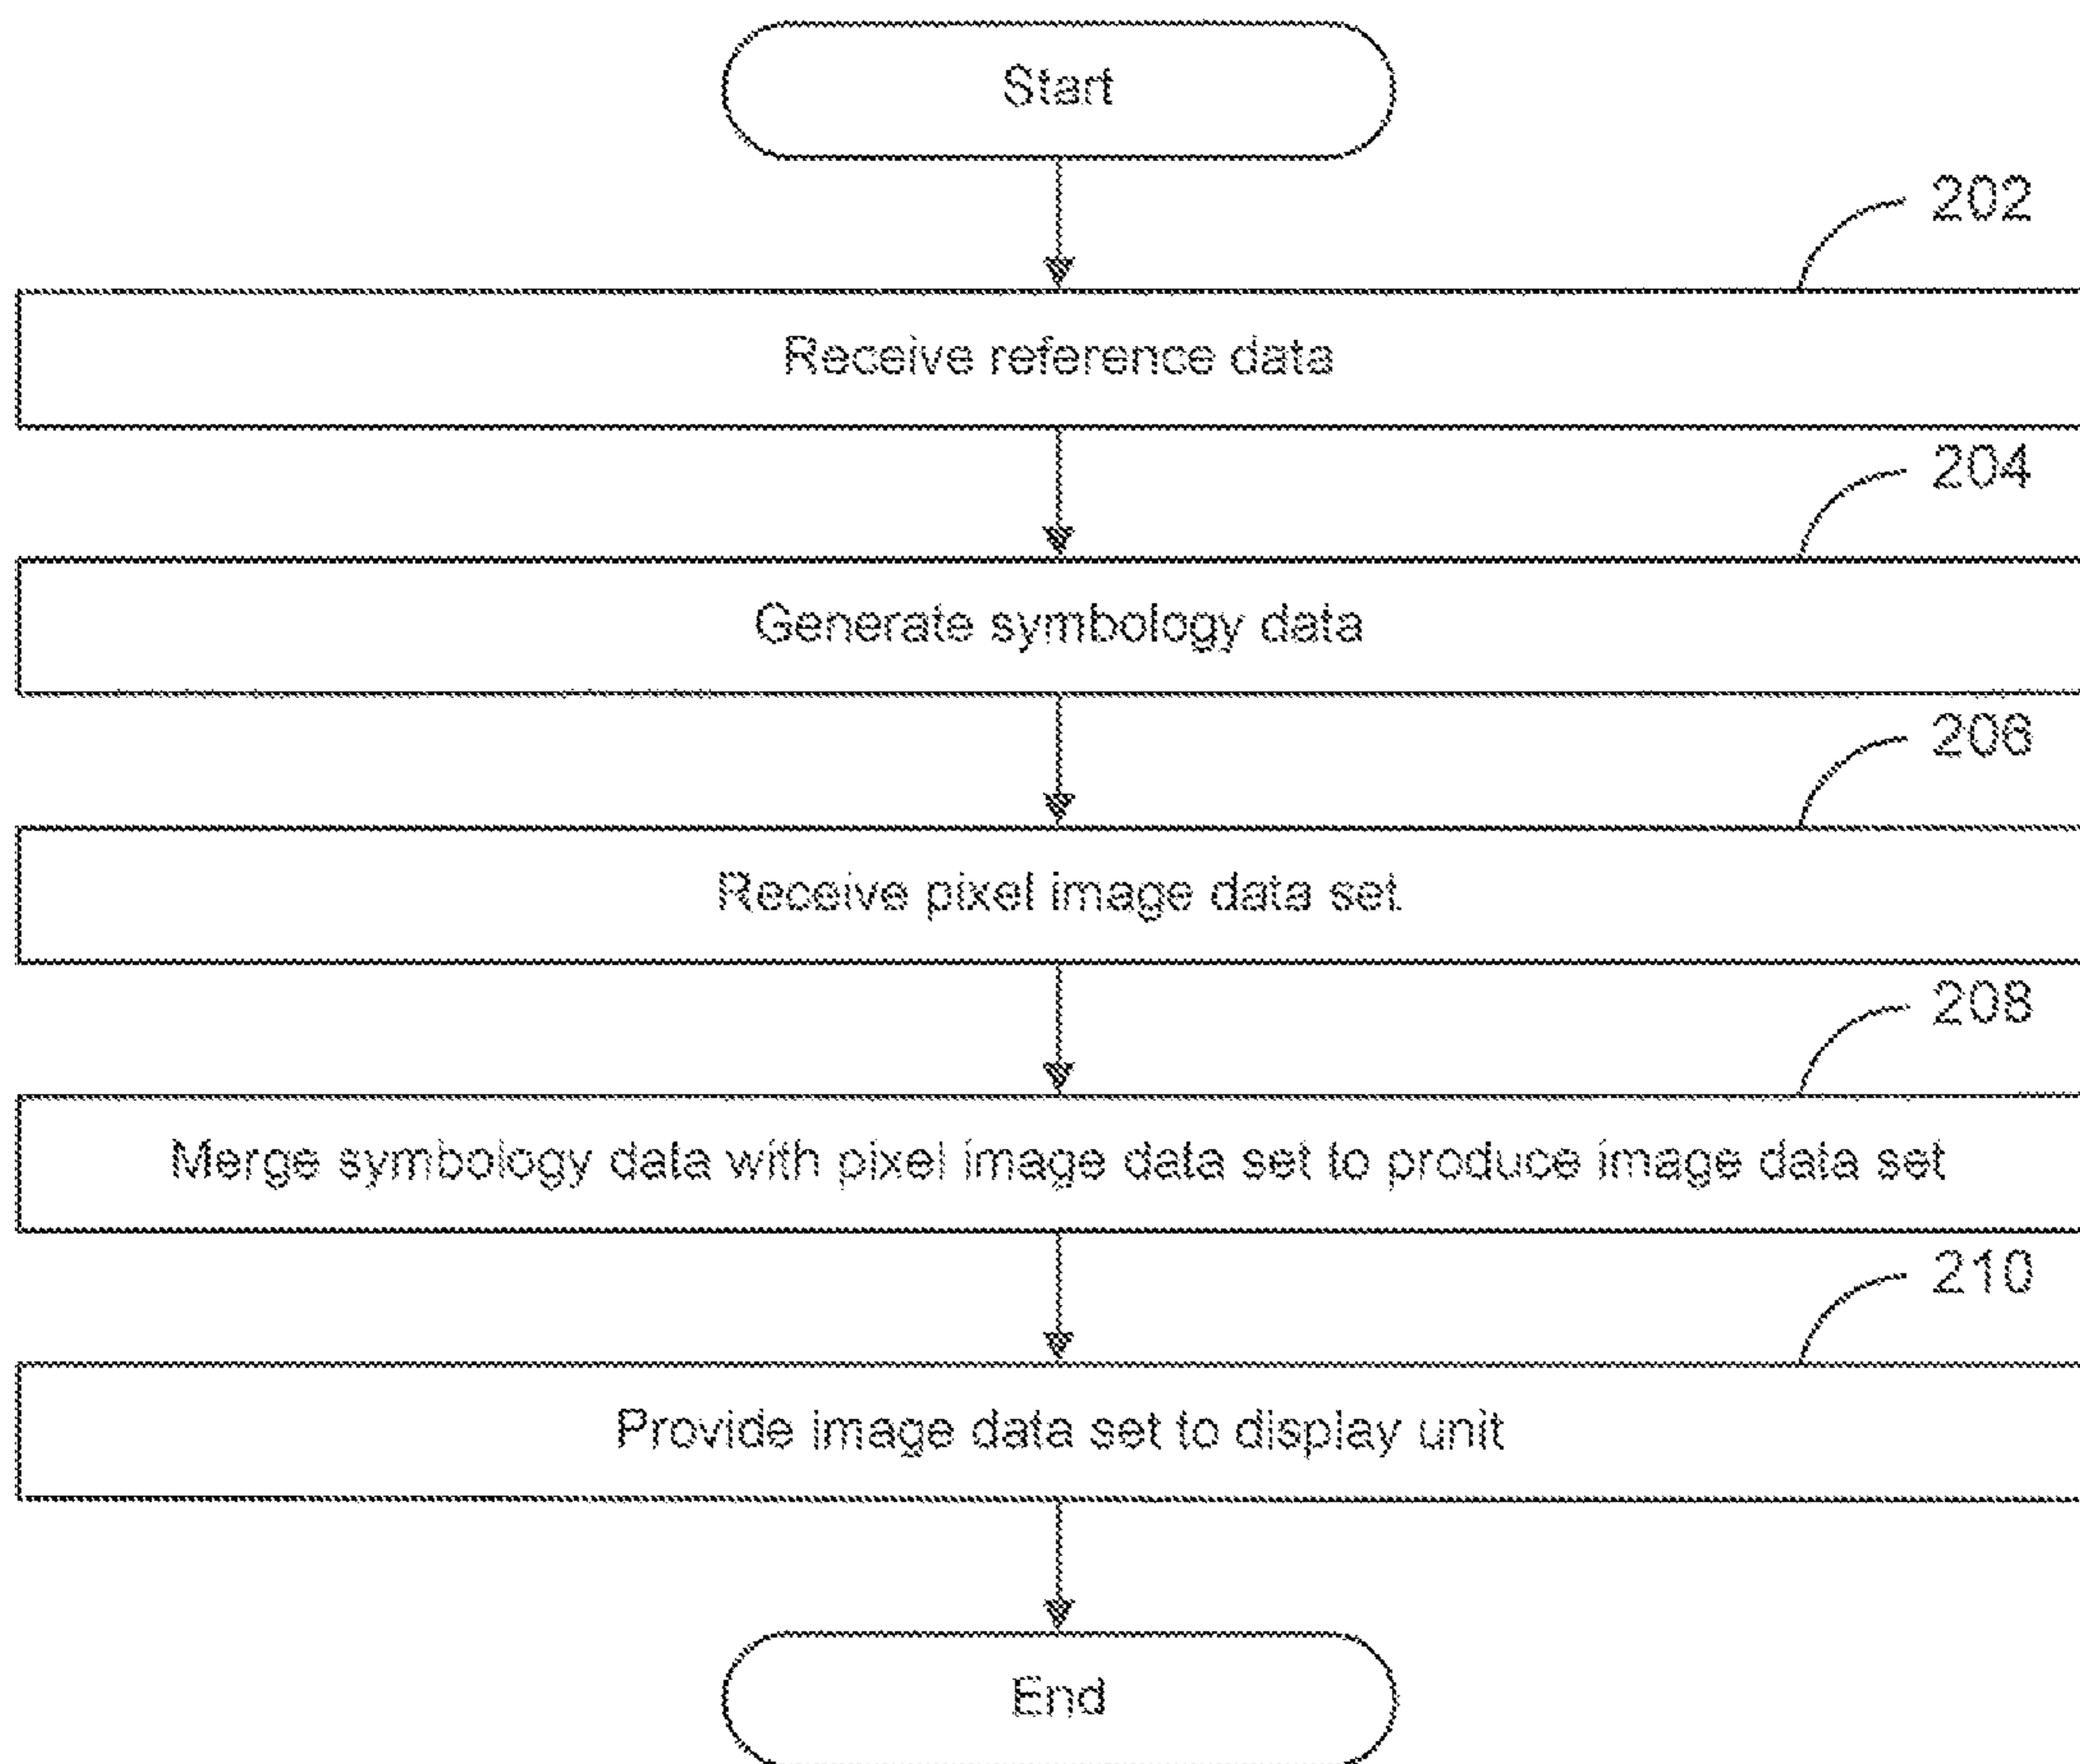 Start
202
Receive reference data
204
Generate symbology data
206
Receive pixel image data set
208
Merge symbology data with pixel image data set to produce image data set
210
Provide image data set to display unit
End